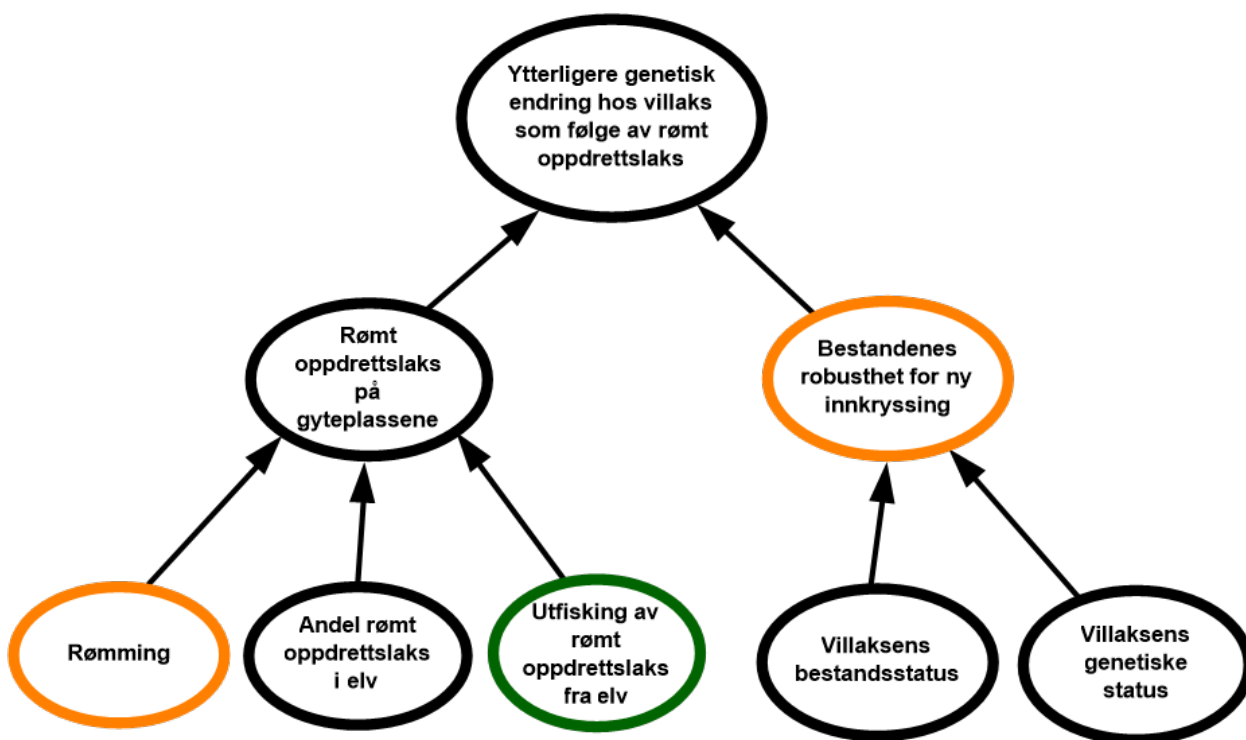 Ytterligere genetisk
endring hos villaks
som følge av rømt
oppdrettslaks
Rømt
oppdrettslaks
på
gyteplassene
Bestandenes
robusthet for ny
innkryssing
Rømming
Andel rømt
oppdrettslaks
i elv
Utfisking av
rømt
oppdrettslaks
fra elv
Villaksens
bestandsstatus
Villaksens
genetiske
status